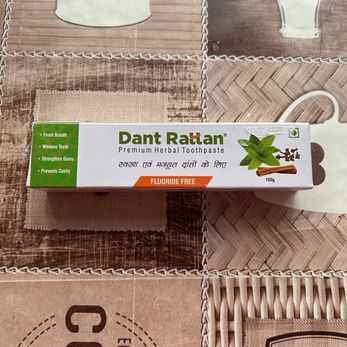 • Fresh Breath
• Whitens Teeth
• Strengthen Gums
• Prevents Cavity
Dant Rattan®
Premium Herbal Toothpaste
स्वस्थ एवं मजबूत दाांतों के लिए
FLUORIDE FREE
100g